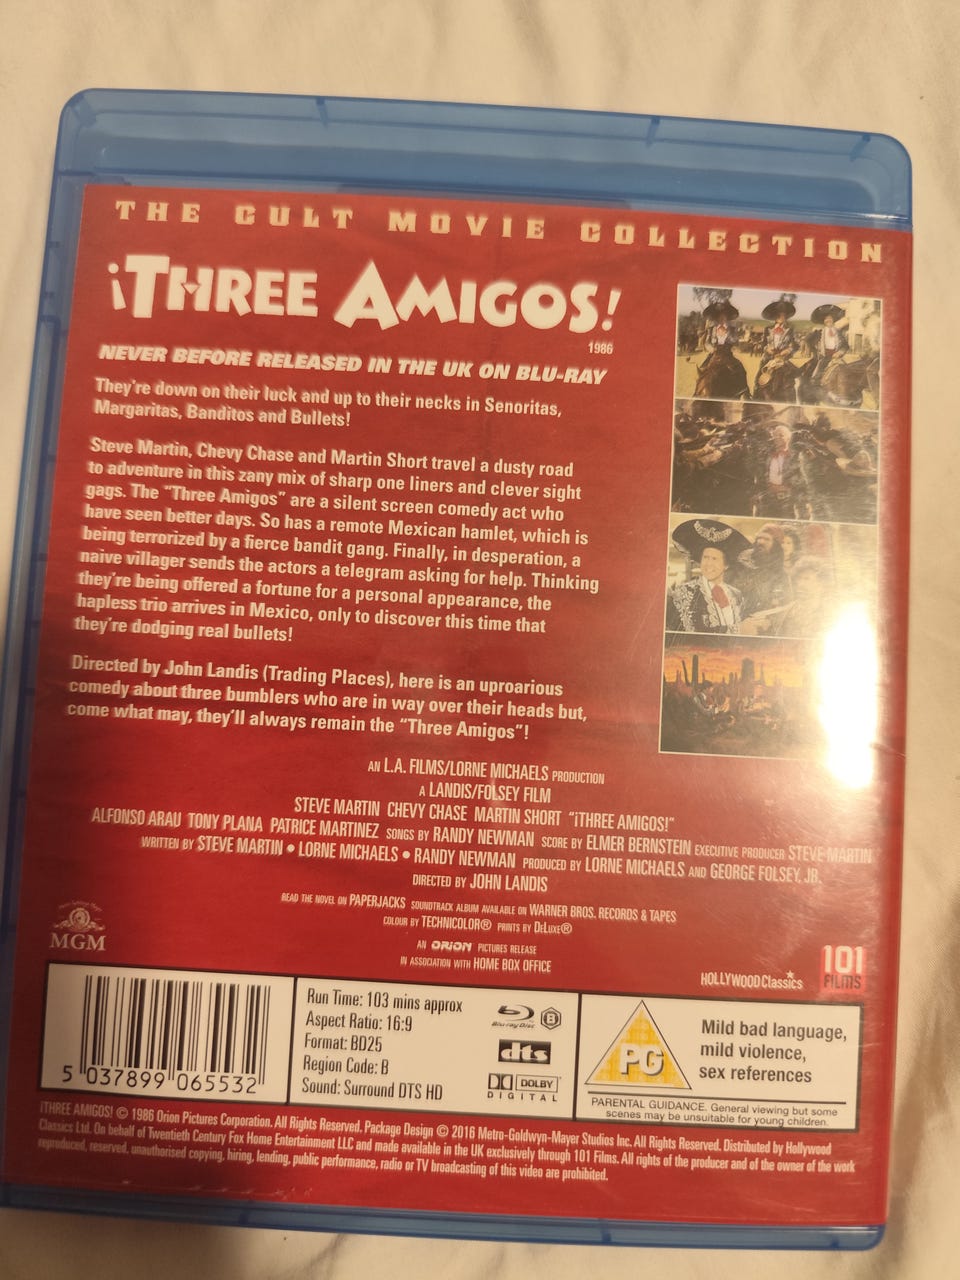 THE CULT MOVIE COLLECTION
¡THREE AMIGOS!
1986
NEVER BEFORE RELEASED IN THE UK ON BLU-RAY
They're down on their luck and up to their necks in Senoritas,
Margaritas, Banditos and Bullets!
Steve Martin, Chevy Chase and Martin Short travel a dusty road
to adventure in this zany mix of sharp one liners and clever sight
gags. The "Three Amigos" are a silent screen comedy act who
have seen better days. So has a remote Mexican hamlet, which is
being terrorized by a fierce bandit gang. Finally, in desperation, a
naive villager sends the actors a telegram asking for help. Thinking
they're being offered a fortune for a personal appearance, the
hapless trio arrives in Mexico, only to discover this time that
they're dodging real bullets!
Directed by John Landis (Trading Places), here is an uproarious
comedy about three bumblers who are in way over their heads but,
come what may, they'll always remain the "Three Amigos"!
AN L.A. FILMS/LORNE MICHAELS PRODUCTION
A LANDIS/FOLSEY FILM
STEVE MARTIN CHEVY CHASE MARTIN SHORT "¡THREE AMIGOS!"
ALFONSO ARAU TONY PLANA PATRICE MARTINEZ SONGS BY RANDY NEWMAN SCORE BY ELMER BERNSTEIN EXECUTIVE PRODUCER STEVE MARTIN
WRITTEN BY STEVE MARTIN • LORNE MICHAELS • RANDY NEWMAN PRODUCED BY LORNE MICHAELS AND GEORGE FOLSEY, JR.
DIRECTED BY JOHN LANDIS
READ THE NOVEL ON PAPERJACKS SOUNDTRACK ALBUM AVAILABLE ON WARNER BROS. RECORDS & TAPES
COLOUR BY TECHNICOLOR® PRINTS BY DeLuxe®
AN ORION PICTURES RELEASE
IN ASSOCIATION WITH HOME BOX OFFICE
MGM
HOLLYWOOD Classics
101
FILMS
5 037899 065532
Run Time: 103 mins approx
Aspect Ratio: 16:9
Format: BD25
Region Code: B
Sound: Surround DTS HD
Blu-ray Disc
B
dts
DOLBY
DIGITAL
PG
Mild bad language,
mild violence,
sex references
PARENTAL GUIDANCE. General viewing but some
scenes may be unsuitable for young children.
¡THREE AMIGOS! © 1986 Orion Pictures Corporation. All Rights Reserved. Package Design © 2016 Metro-Goldwyn-Mayer Studios Inc. All Rights Reserved. Distributed by Hollywood
Classics Ltd. On behalf of Twentieth Century Fox Home Entertainment LLC and made available in the UK exclusively through 101 Films. All rights of the producer and of the owner of the work
reproduced, reserved, unauthorised copying, hiring, lending, public performance, radio or TV broadcasting of this video are prohibited.